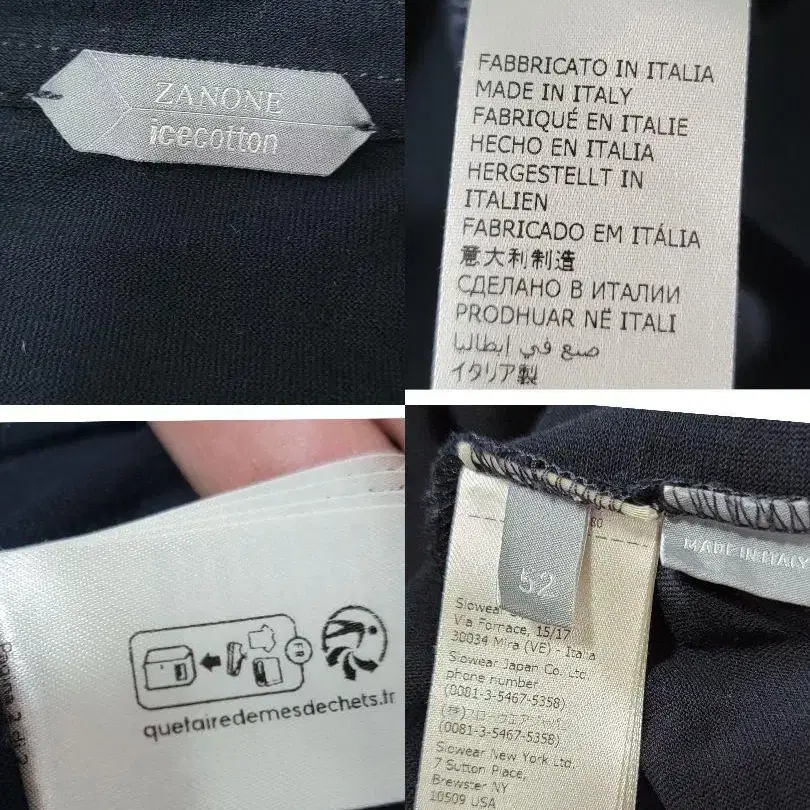 ZANONE
icecotton
FABBRICATO IN ITALIA
MADE IN ITALY
FABRIQUÉ EN ITALIE
HECHO EN ITALIA
HERGESTELLT IN
ITALIEN
FABRICADO EM ITÁLIA
意大利制造
СДЕЛАНО В ИТАЛИИ
PRODHUAR NË ITALI
صنع في ايطاليا
イタリア製
FR
quefairedemesdechets.fr
52
MADE IN ITALY
Slowear
Via Fornace, 15/17
30034 Mira (VE) - Italia
Slowear Japan Co. Ltd.
phone number
(0081-3-5467-5358)
(0081-3-5467-5358)
Slowear New York Ltd.
7 Sutton Place,
Brewster NY
10509 USA